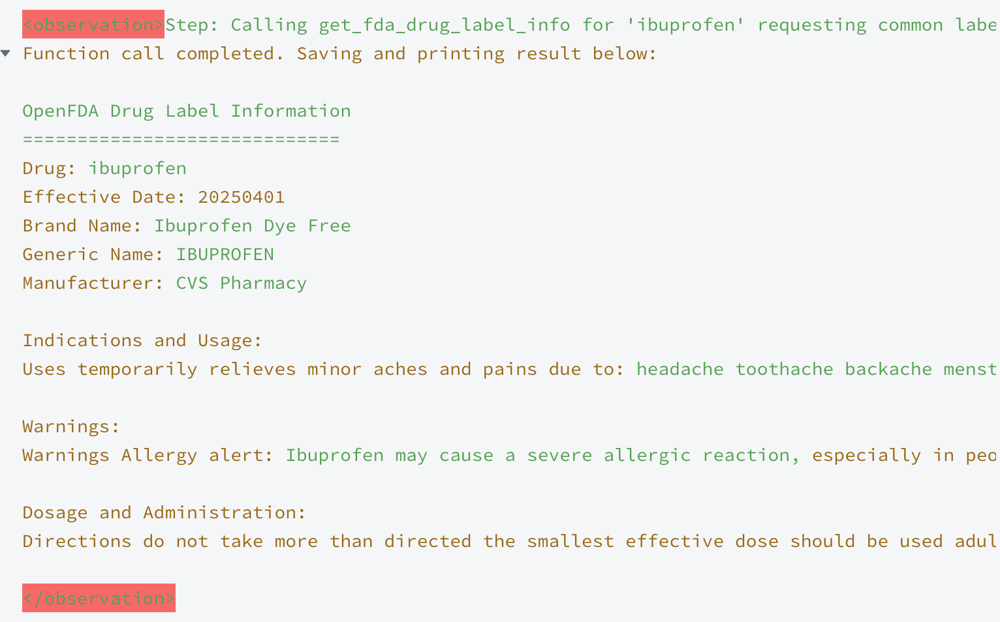 <observation>Step: Calling get_fda_drug_label_info for 'ibuprofen' requesting common labe
Function call completed. Saving and printing result below:
OpenFDA Drug Label Information
=============================
Drug: ibuprofen
Effective Date: 20250401
Brand Name: Ibuprofen Dye Free
Generic Name: IBUPROFEN
Manufacturer: CVS Pharmacy
Indications and Usage:
Uses temporarily relieves minor aches and pains due to: headache toothache backache menst
Warnings:
Warnings Allergy alert: Ibuprofen may cause a severe allergic reaction, especially in peo
Dosage and Administration:
Directions do not take more than directed the smallest effective dose should be used adul
</observation>